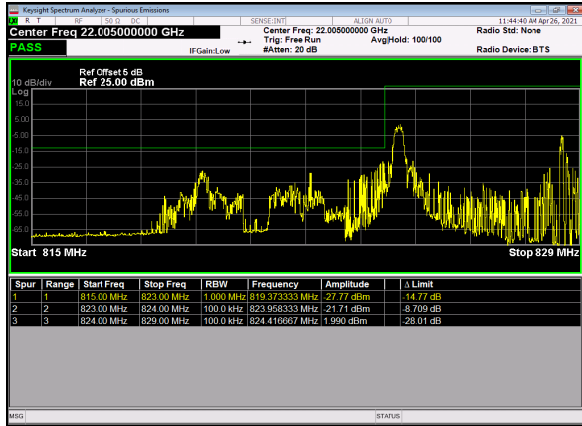 Keysight Spectrum Analyzer - Spurious Emissions
R T RF 50 Ω DC SENSE:INT ALIGN AUTO 11:44:40 AM Apr 26, 2021
Center Freq 22.005000000 GHz Center Freq: 22.005000000 GHz Radio Std: None
Trig: Free Run Avg|Hold: 100/100
PASS IFGain:Low #Atten: 20 dB Radio Device: BTS
Ref Offset 6 dB
10 dB/div Ref 25.00 dBm
Log
15.0
5.00
-5.00
-15.0
-25.0
-35.0
-45.0
-55.0
-65.0
Start 815 MHz Stop 829 MHz
Spur Range Start Freq Stop Freq RBW Frequency Amplitude Δ Limit
1 1 815.00 MHz 823.00 MHz 1.000 MHz 819.373333 MHz -27.77 dBm -14.77 dB
2 2 823.00 MHz 824.00 MHz 100.0 kHz 823.958333 MHz -21.71 dBm -8.709 dB
3 3 824.00 MHz 829.00 MHz 100.0 kHz 824.416667 MHz 1.990 dBm -28.01 dB
MSG STATUS